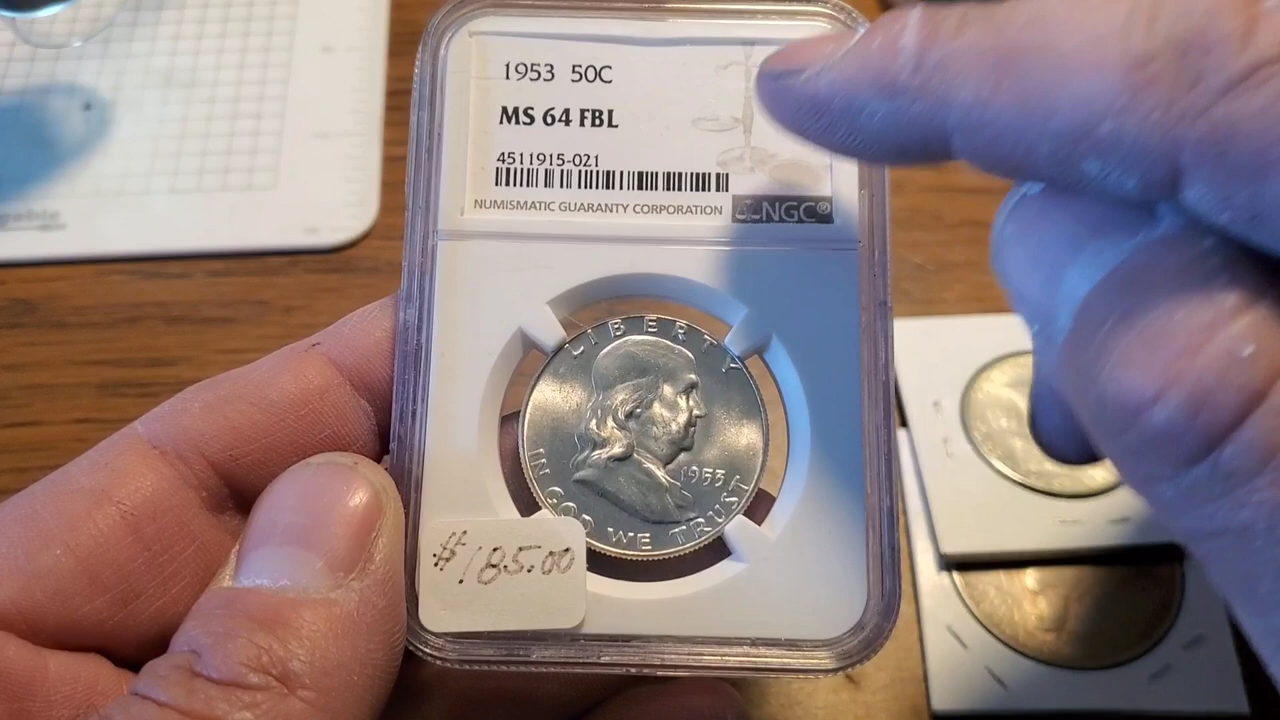 1953 50C
MS 64 FBL
4511915-021
NUMISMATIC GUARANTY CORPORATION NGC®
LIBERTY
1953
IN GOD WE TRUST
#185.00